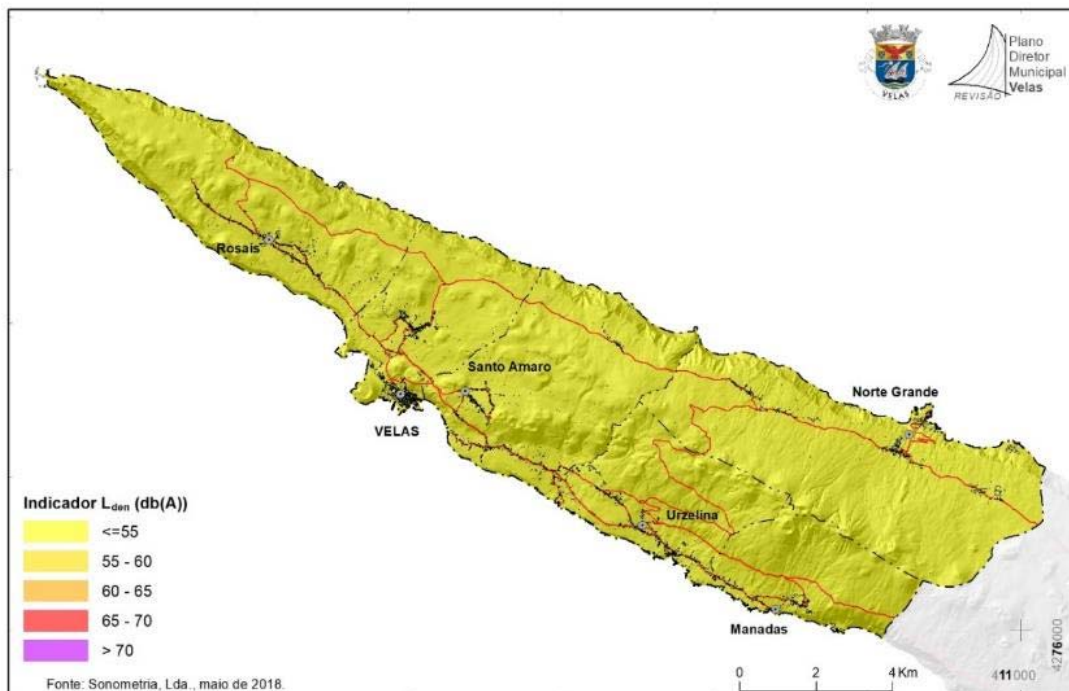 Plano
Diretor
Municipal
Velas
REVISÃO
VELAS
Rosais
Santo Amaro
VELAS
Norte Grande
Urzelina
Manadas
Indicador Lden (db(A))
<=55
55 - 60
60 - 65
65 - 70
> 70
0 2 4 Km
4276000
411000
Fonte: Sonometria, Lda., maio de 2018.